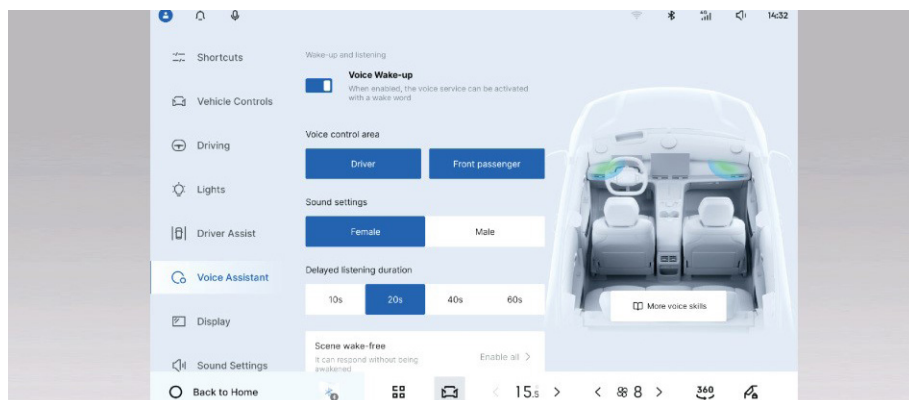 4G
14:32
Shortcuts
Vehicle Controls
Driving
Lights
Driver Assist
Voice Assistant
Display
Sound Settings
Back to Home
Wake-up and listening
Voice Wake-up
When enabled, the voice service can be activated
with a wake word
Voice control area
Driver
Front passenger
Sound settings
Female
Male
Delayed listening duration
10s
20s
40s
60s
Scene wake-free
It can respond without being
awakened
Enable all >
More voice skills
< 15.5 >
< 8 >
360